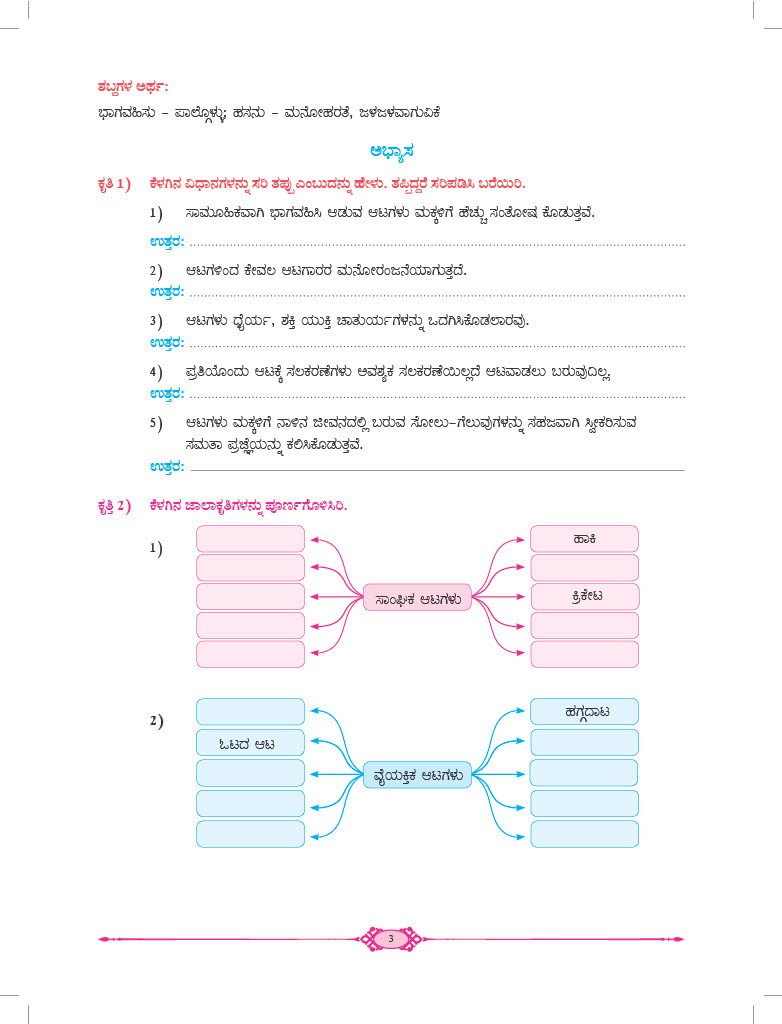 ಶಬ್ದಗಳ ಅರ್ಥ:
ಭಾಗವಹಿಸು – ಪಾಲ್ಗೊಳ್ಳು; ಹಸನು – ಮನೋಹರತೆ, ಜಳಜಳವಾಗುವಿಕೆ
ಅಭ್ಯಾಸ
ಕೃತಿ 1) ಕೆಳಗಿನ ವಿಧಾನಗಳನ್ನು ಸರಿ ತಪ್ಪು ಎಂಬುದನ್ನು ಹೇಳು. ತಪ್ಪಿದ್ದರೆ ಸರಿಪಡಿಸಿ ಬರೆಯಿರಿ.
1) ಸಾಮೂಹಿಕವಾಗಿ ಭಾಗವಹಿಸಿ ಆಡುವ ಆಟಗಳು ಮಕ್ಕಳಿಗೆ ಹೆಚ್ಚು ಸಂತೋಷ ಕೊಡುತ್ತವೆ.
ಉತ್ತರ:
2) ಆಟಗಳಿಂದ ಕೇವಲ ಆಟಗಾರರ ಮನೋರಂಜನೆಯಾಗುತ್ತದೆ.
ಉತ್ತರ:
3) ಆಟಗಳು ಧೈರ್ಯ, ಶಕ್ತಿ ಯುಕ್ತಿ ಚಾತುರ್ಯಗಳನ್ನು ಒದಗಿಸಿಕೊಡಲಾರವು.
ಉತ್ತರ:
4) ಪ್ರತಿಯೊಂದು ಆಟಕ್ಕೆ ಸಲಕರಣೆಗಳು ಅವಶ್ಯಕ ಸಲಕರಣೆಯಿಲ್ಲದೆ ಆಟವಾಡಲು ಬರುವುದಿಲ್ಲ.
ಉತ್ತರ:
5) ಆಟಗಳು ಮಕ್ಕಳಿಗೆ ನಾಳಿನ ಜೀವನದಲ್ಲಿ ಬರುವ ಸೋಲು–ಗೆಲುವುಗಳನ್ನು ಸಹಜವಾಗಿ ಸ್ವೀಕರಿಸುವ
ಸಮತಾ ಪ್ರಜ್ಞೆಯನ್ನು ಕಲಿಸಿಕೊಡುತ್ತವೆ.
ಉತ್ತರ:
ಕೃತ್ತಿ 2) ಕೆಳಗಿನ ಜಾಲಾಕೃತಿಗಳನ್ನು ಪೂರ್ಣಗೊಳಿಸಿರಿ.
1)
ಹಾಕಿ
ಸಾಂಘಿಕ ಆಟಗಳು
ಕ್ರಿಕೇಟ
2)
ಹಗ್ಗದಾಟ
ಓಟದ ಆಟ
ವೈಯಕ್ತಿಕ ಆಟಗಳು
3